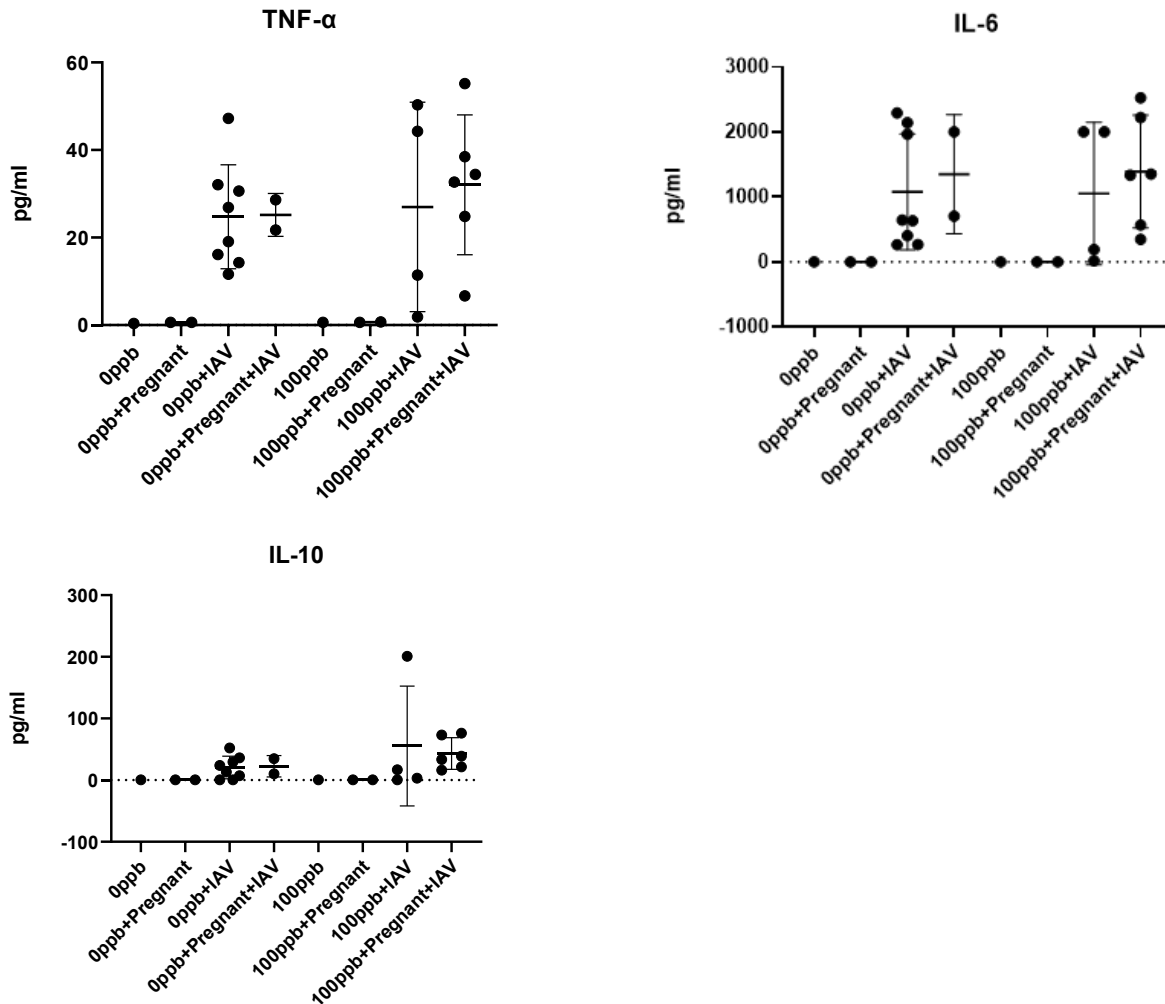 TNF-α
pg/ml
60
40
20
0
0ppb
0ppb+Pregnant
0ppb+IAV
0ppb+Pregnant+IAV
100ppb
100ppb+Pregnant
100ppb+IAV
100ppb+Pregnant+IAV
IL-6
pg/ml
3000
2000
1000
0
-1000
0ppb
0ppb+Pregnant
0ppb+IAV
0ppb+Pregnant+IAV
100ppb
100ppb+Pregnant
100ppb+IAV
100ppb+Pregnant+IAV
IL-10
pg/ml
300
200
100
0
-100
0ppb
0ppb+Pregnant
0ppb+IAV
0ppb+Pregnant+IAV
100ppb
100ppb+Pregnant
100ppb+IAV
100ppb+Pregnant+IAV